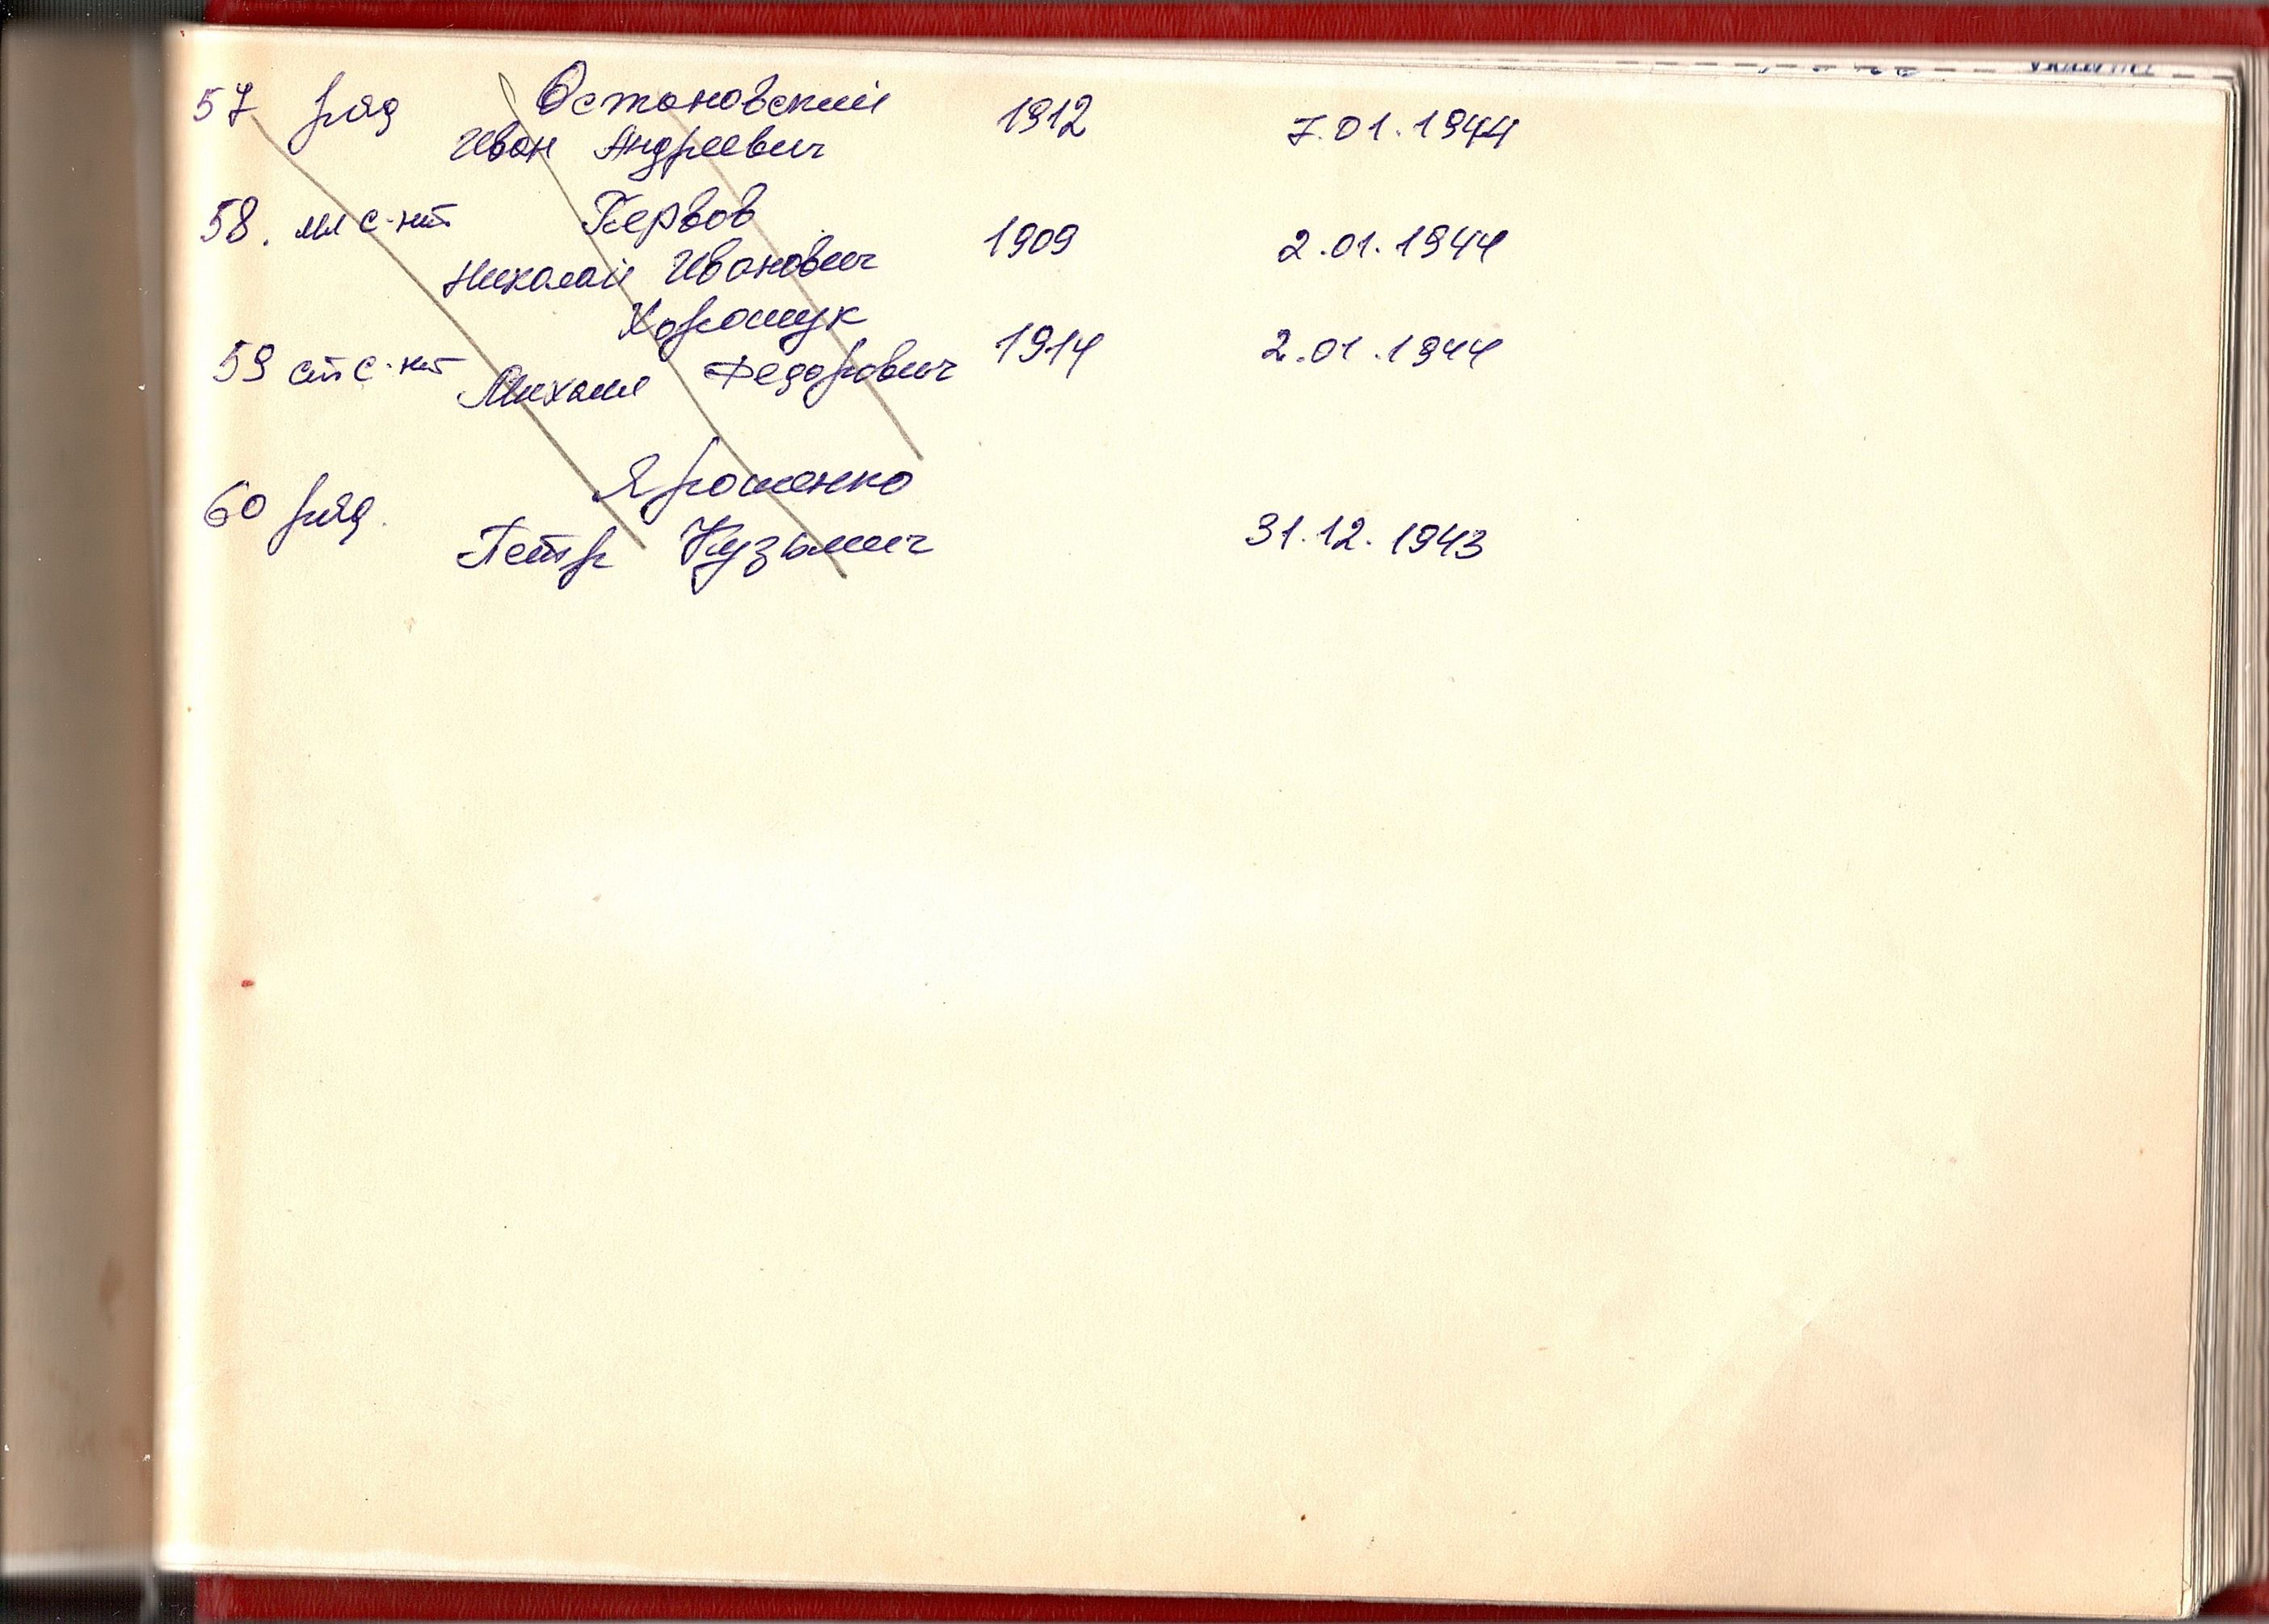 57 ряд Остановский 1912 7.01.1944
Иван Андреевич
58. мл с-нт Первов 1909 2.01.1944
Николай Иванович
Хорощук
59 ст с-нт Михаил Федорович 1914 2.01.1944
Ярошенко
60 ряд. Петр Кузьмич 31.12.1943